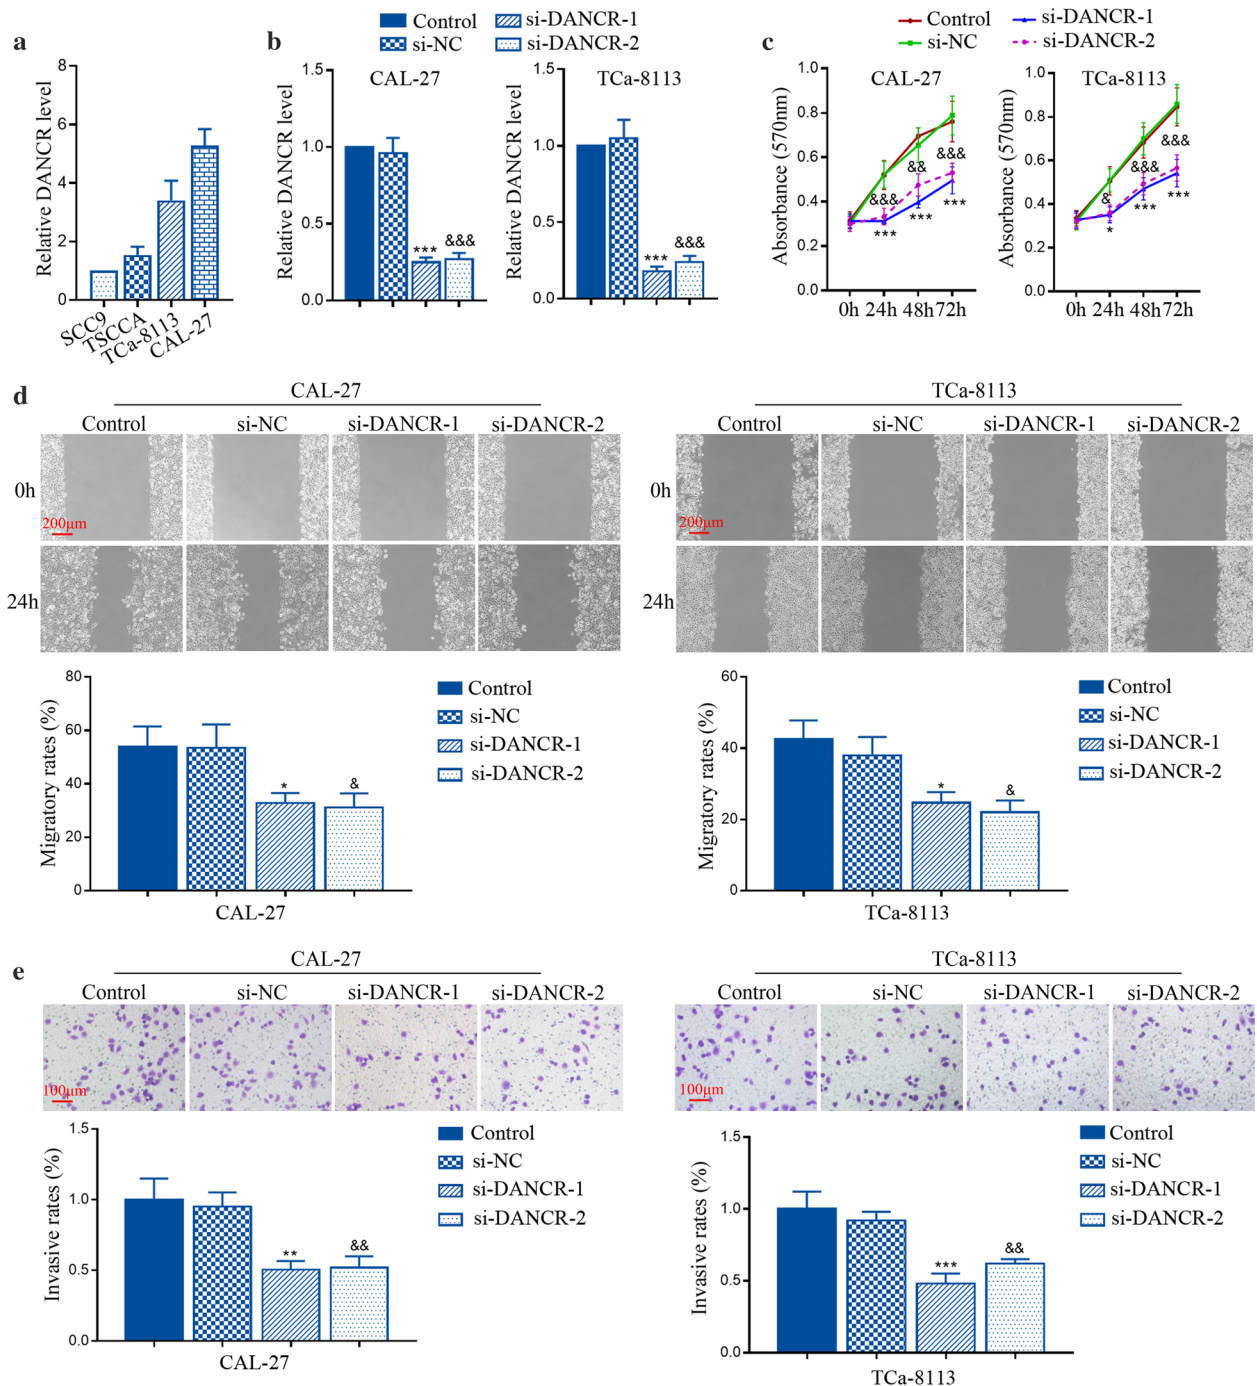 a
Relative DANCR level
8
6
4
2
0
SCC9
TSCCA
TCa-8113
CAL-27
b
Control
si-NC
si-DANCR-1
si-DANCR-2
CAL-27
Relative DANCR level
1.5
1.0
0.5
0.0
***
&&&
TCa-8113
Relative DANCR level
1.5
1.0
0.5
0.0
***
&&&
c
Control
si-NC
si-DANCR-1
si-DANCR-2
CAL-27
Absorbance (570nm)
1.0
0.8
0.6
0.4
0.2
0.0
&&&
&&
&&&
***
***
***
0h 24h 48h 72h
TCa-8113
Absorbance (570nm)
1.0
0.8
0.6
0.4
0.2
0.0
&
&&&
&&&
*
***
***
0h 24h 48h 72h
d
CAL-27
Control si-NC si-DANCR-1 si-DANCR-2
0h
200μm
24h
TCa-8113
Control si-NC si-DANCR-1 si-DANCR-2
0h
200μm
24h
Migratory rates (%)
80
60
40
20
0
*
&
CAL-27
Control
si-NC
si-DANCR-1
si-DANCR-2
Migratory rates (%)
60
40
20
0
*
&
TCa-8113
Control
si-NC
si-DANCR-1
si-DANCR-2
e
CAL-27
Control si-NC si-DANCR-1 si-DANCR-2
100μm
TCa-8113
Control si-NC si-DANCR-1 si-DANCR-2
100μm
Invasive rates (%)
1.5
1.0
0.5
0.0
**
&&
CAL-27
Control
si-NC
si-DANCR-1
si-DANCR-2
Invasive rates (%)
1.5
1.0
0.5
0.0
***
&&
TCa-8113
Control
si-NC
si-DANCR-1
si-DANCR-2